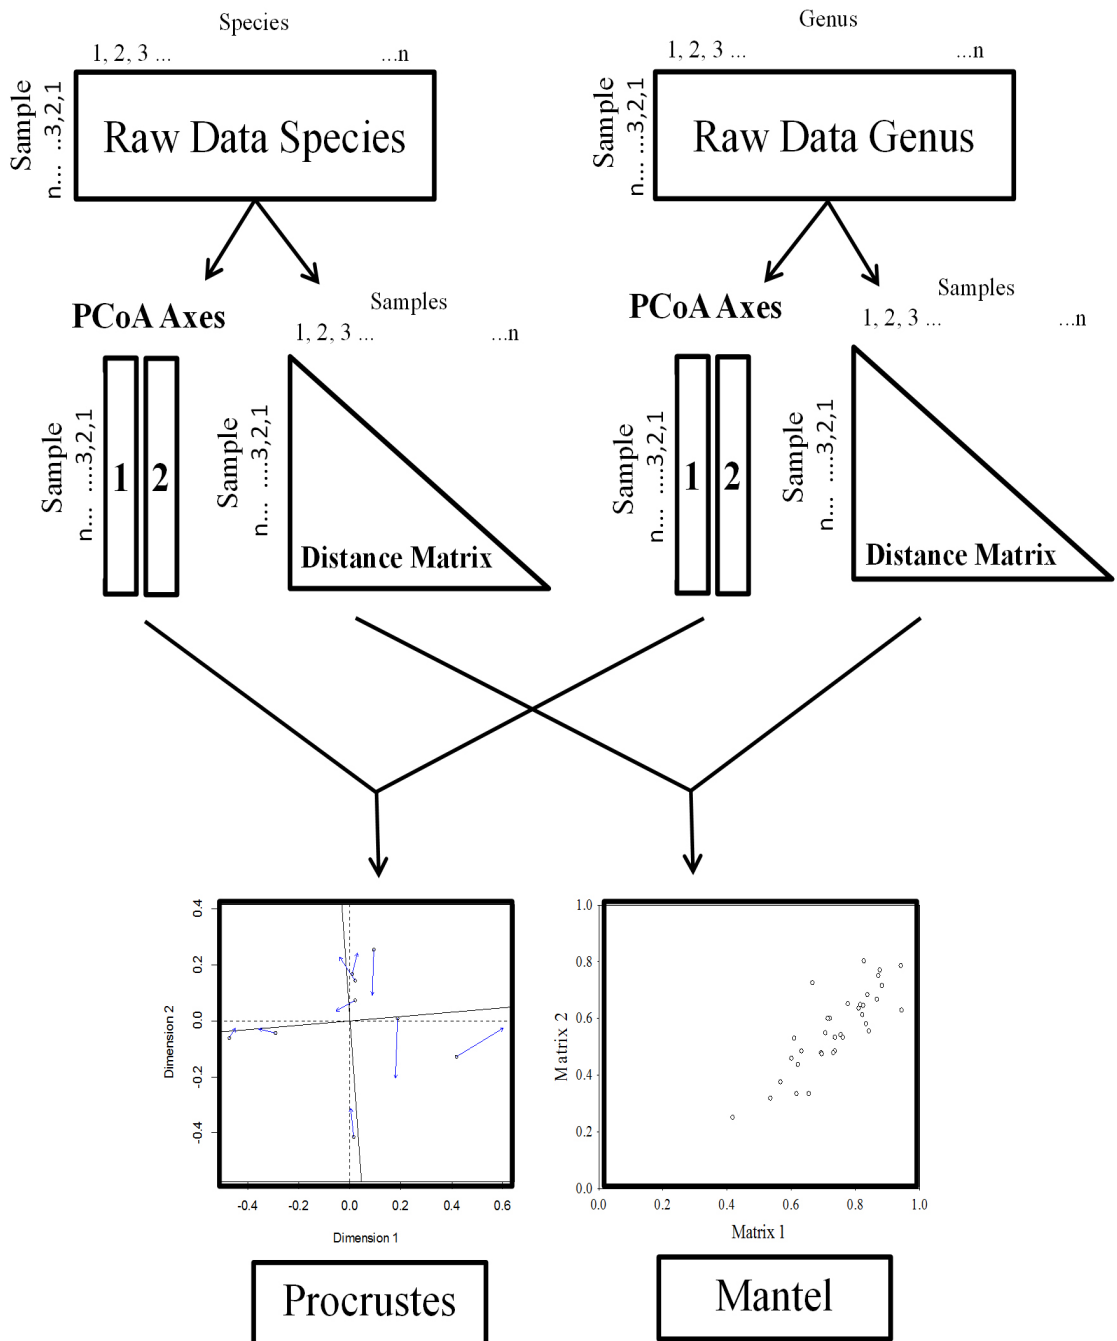 Species
1, 2, 3 ... ...n
Sample
n... ...3,2,1
Raw Data Species
Genus
1, 2, 3 ... ...n
Sample
n... ...3,2,1
Raw Data Genus
PCoA Axes
Sample
n... ....3,2,1
1 2
Samples
1, 2, 3 ... ...n
Sample
n... ....3,2,1
Distance Matrix
PCoA Axes
Sample
n... ....3,2,1
1 2
Samples
1, 2, 3 ... ...n
Sample
n... ....3,2,1
Distance Matrix
Dimension 2
0.4
0.2
0.0
-0.2
-0.4
-0.4 -0.2 0.0 0.2 0.4 0.6
Dimension 1
Procrustes
Matrix 2
1.0
0.8
0.6
0.4
0.2
0.0
0.0 0.2 0.4 0.6 0.8 1.0
Matrix 1
Mantel